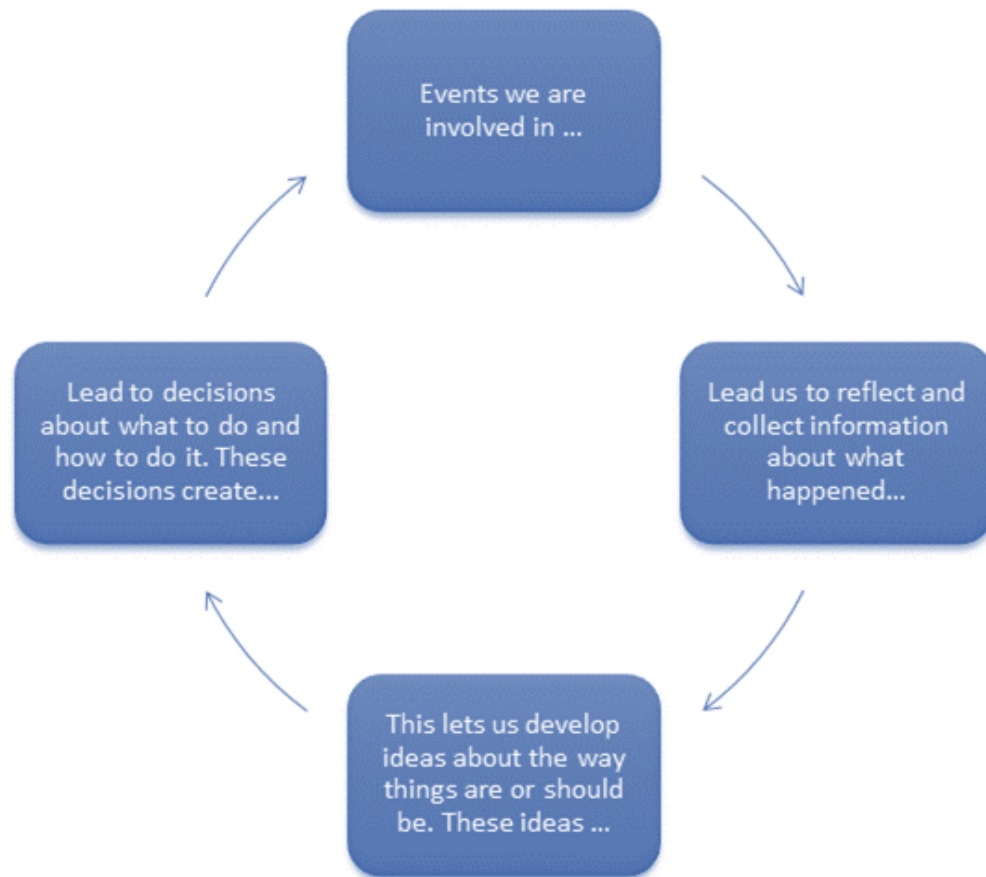 Events we are
involved in ...
Lead us to reflect and
collect information
about what
happened...
This lets us develop
ideas about the way
things are or should
be. These ideas ...
Lead to decisions
about what to do and
how to do it. These
decisions create...